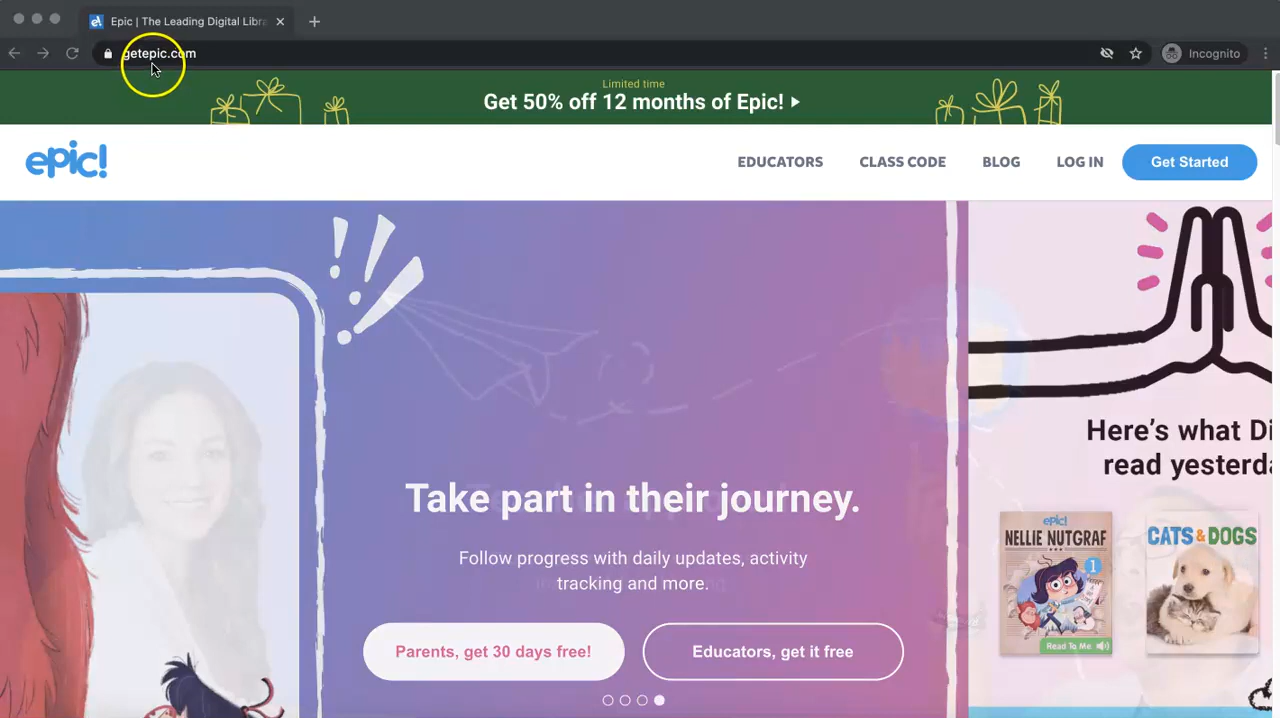 Epic | The Leading Digital Libra
getepic.com
Incognito
Limited time
Get 50% off 12 months of Epic!
epic!
EDUCATORS
CLASS CODE
BLOG
LOG IN
Get Started
Take part in their journey.
Follow progress with daily updates, activity
tracking and more.
Parents, get 30 days free!
Educators, get it free
Here's what Di
read yesterda
epic!
NELLIE NUTGRAF
1
Read To Me
CATS & DOGS